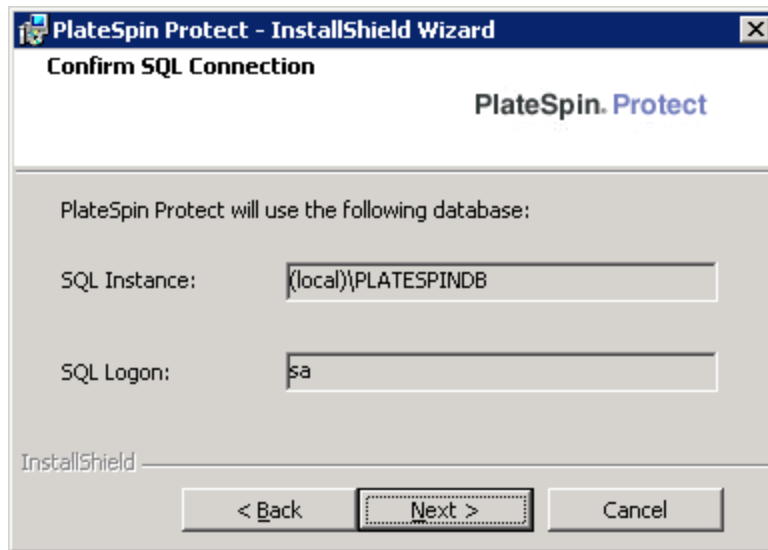 PlateSpin Protect - InstallShield Wizard
Confirm SQL Connection
PlateSpin. Protect
PlateSpin Protect will use the following database:
SQL Instance: (local)\PLATESPINDB
SQL Logon: sa
InstallShield
< Back Next > Cancel